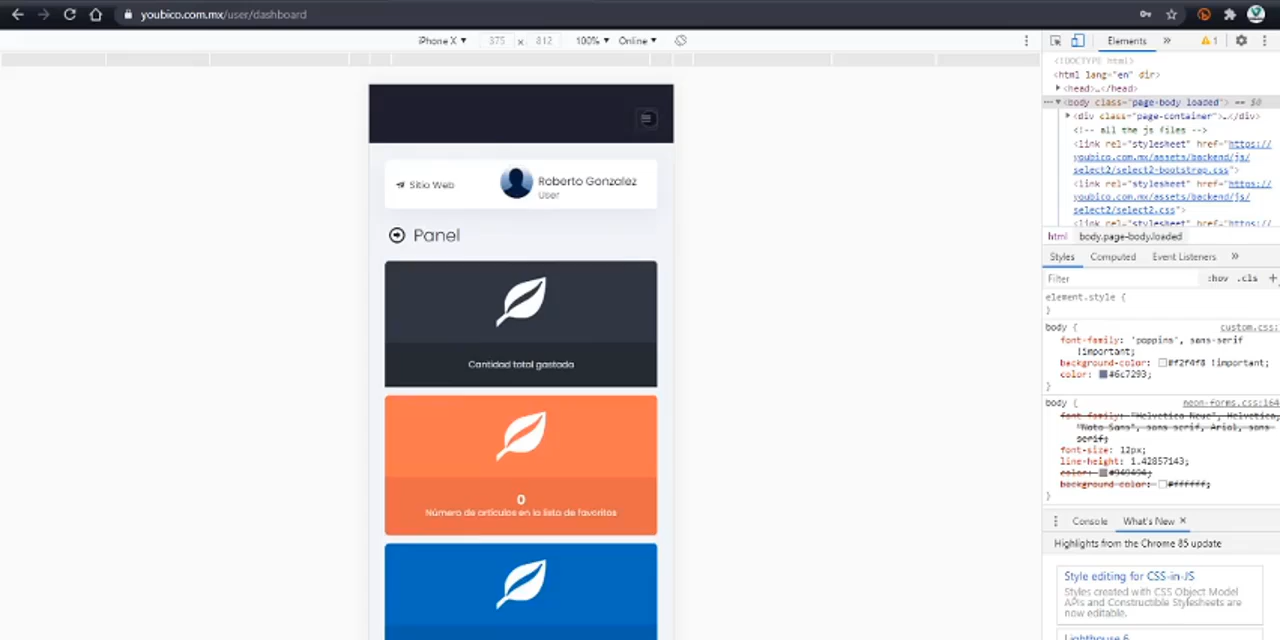 youbico.com.mx/user/dashboard
iPhone X ▼ 375 x 812 100% ▼ Online ▼
Sitio Web
Roberto Gonzalez
User
Panel
Cantidad total gastada
0
Número de artículos en la lista de favoritos
Elements » 1
<!DOCTYPE html>
<html lang="en" dir>
▶<head>…</head>
⋯▼<body class="page-body loaded"> == $0
▶<div class="page-container">…</div>
<!-- all the js files -->
<link rel="stylesheet" href="https://
youbico.com.mx/assets/backend/js/
select2/select2-bootstrap.css">
<link rel="stylesheet" href="https://
youbico.com.mx/assets/backend/js/
select2/select2.css">
<link rel="stylesheet" href="https://
html body.page-body.loaded
Styles Computed Event Listeners »
Filter :hov .cls +
element.style {
}
body { custom.css:
font-family: 'poppins', sans-serif
!important;
background-color: #f2f4f8 !important;
color: #6c7293;
}
body { neon-forms.css:164
font-family: "Helvetica Neue", Helvetica,
"Noto Sans", sans-serif, Arial, sans-
serif;
font-size: 12px;
line-height: 1.42857143;
color: #949494;
background-color: #ffffff;
}
Console What's New ×
Highlights from the Chrome 85 update
Style editing for CSS-in-JS
Styles created with CSS Object Model
APIs and Constructible Stylesheets are
now editable.
Lighthouse 6